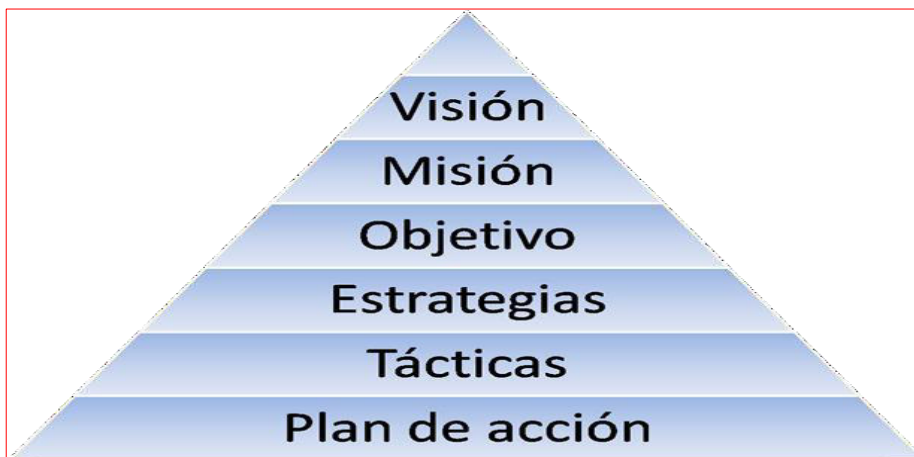 Visión
Misión
Objetivo
Estrategias
Tácticas
Plan de acción